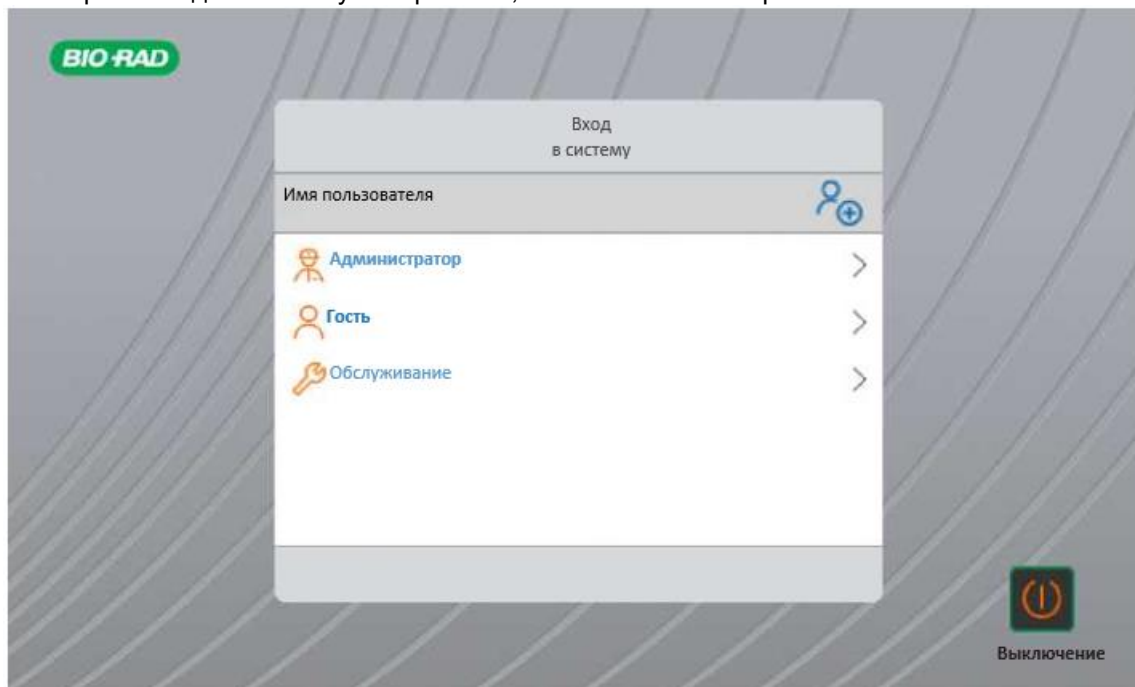 BIO-RAD
Вход
в систему
Имя пользователя
Администратор
Гость
Обслуживание
Выключение